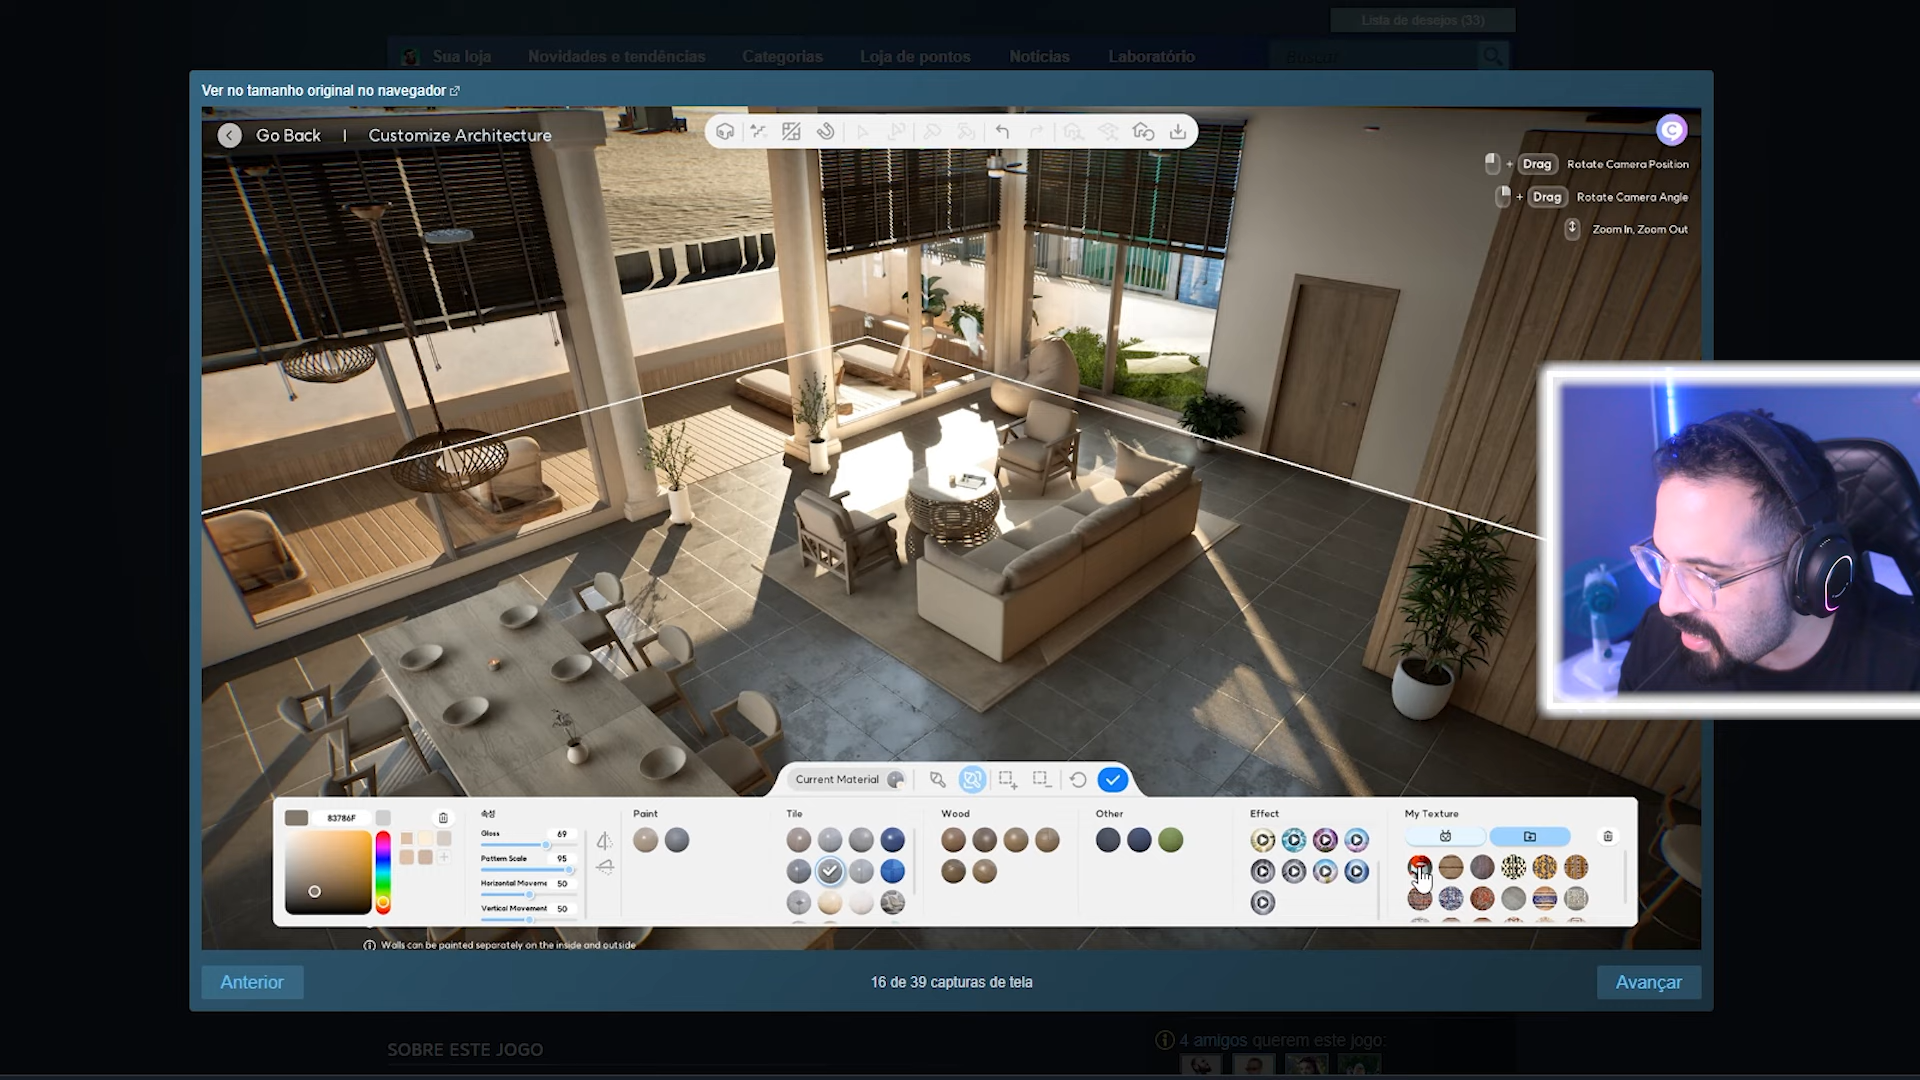 Lista de desejos (33)
Sua loja
Novidades e tendências
Categorias
Loja de pontos
Notícias
Laboratório
Buscar
Ver no tamanho original no navegador
Go Back | Customize Architecture
+ Drag Rotate Camera Position
+ Drag Rotate Camera Angle
Zoom In, Zoom Out
Current Material
83786F
속성
Gloss 69
Pattern Scale 95
Horizontal Moveme 50
Vertical Movement 50
Paint
Tile
Wood
Other
Effect
My Texture
Walls can be painted separately on the inside and outside
Anterior
16 de 39 capturas de tela
Avançar
SOBRE ESTE JOGO
4 amigos querem este jogo: